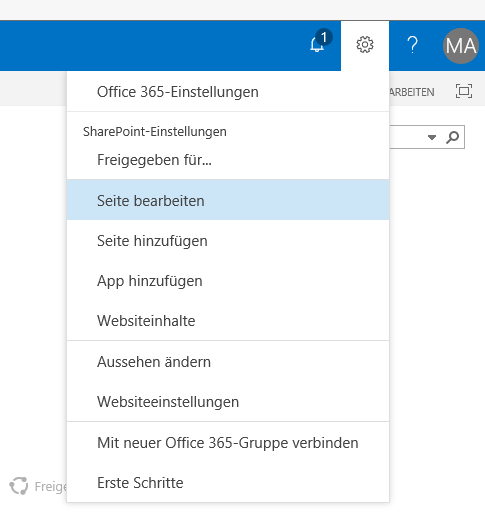 1
?
MA
Office 365-Einstellungen
ARBEITEN
SharePoint-Einstellungen
Freigegeben für...
Seite bearbeiten
Seite hinzufügen
App hinzufügen
Websiteinhalte
Aussehen ändern
Websiteeinstellungen
Mit neuer Office 365-Gruppe verbinden
Erste Schritte
Freige